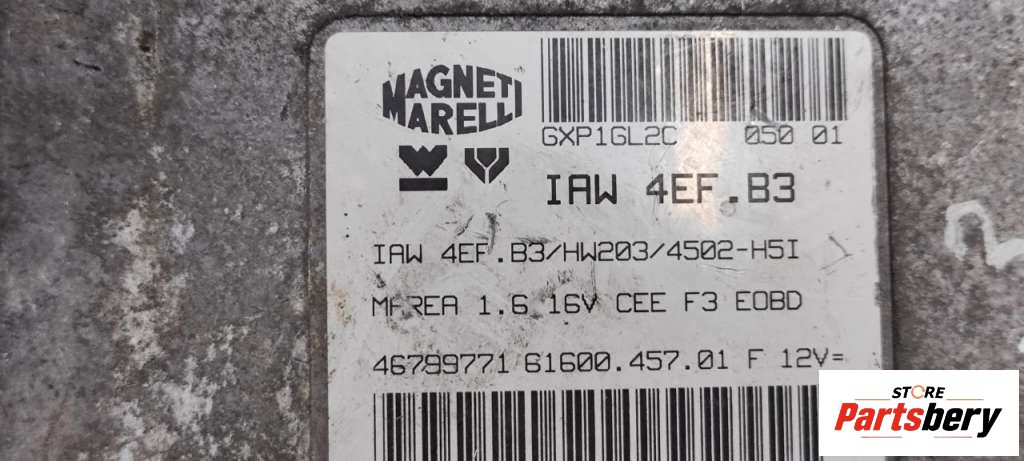 MAGNETI
MARELLI
GXP1GL2C 050 01
IAW 4EF.B3
IAW 4EF.B3/HW203/4502-H5I
MAREA 1.6 16V CEE F3 EOBD
46799771 61600.457.01 F 12V=
STORE
Partsbery